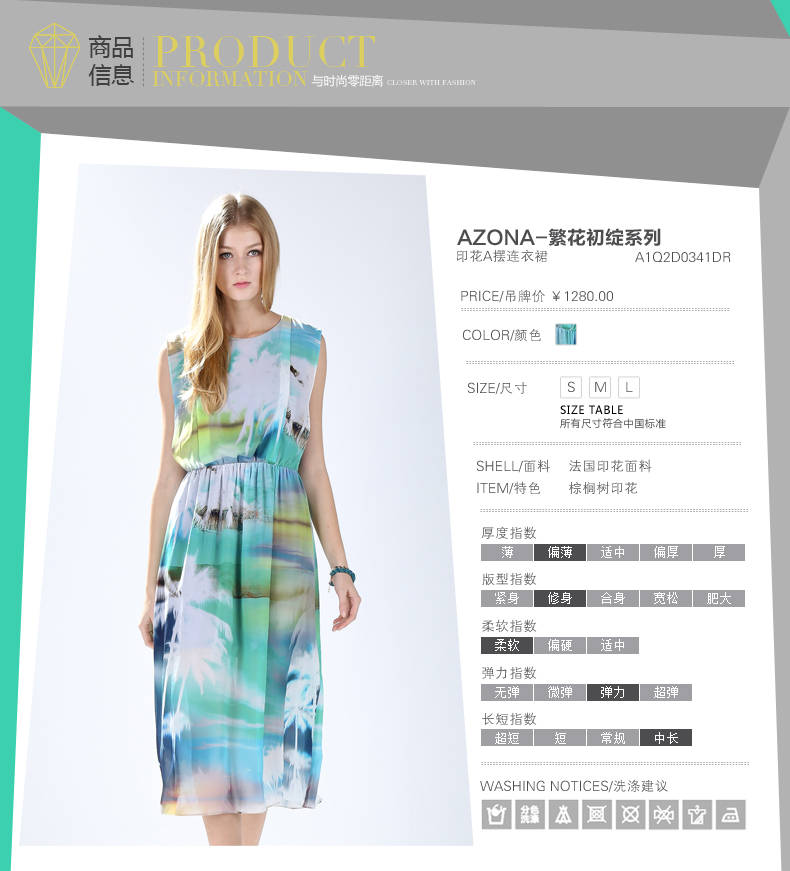 商品
信息
PRODUCT
INFORMATION 与时尚零距离 CLOSER WITH FASHION
AZONA-繁花初绽系列
印花A摆连衣裙 A1Q2D0341DR
PRICE/吊牌价 ¥1280.00
COLOR/颜色
SIZE/尺寸 S M L
SIZE TABLE
所有尺寸符合中国标准
SHELL/面料 法国印花面料
ITEM/特色 棕榈树印花
厚度指数
薄 偏薄 适中 偏厚 厚
版型指数
紧身 修身 合身 宽松 肥大
柔软指数
柔软 偏硬 适中
弹力指数
无弹 微弹 弹力 超弹
长短指数
超短 短 常规 中长
WASHING NOTICES/洗涤建议
分色
洗涤